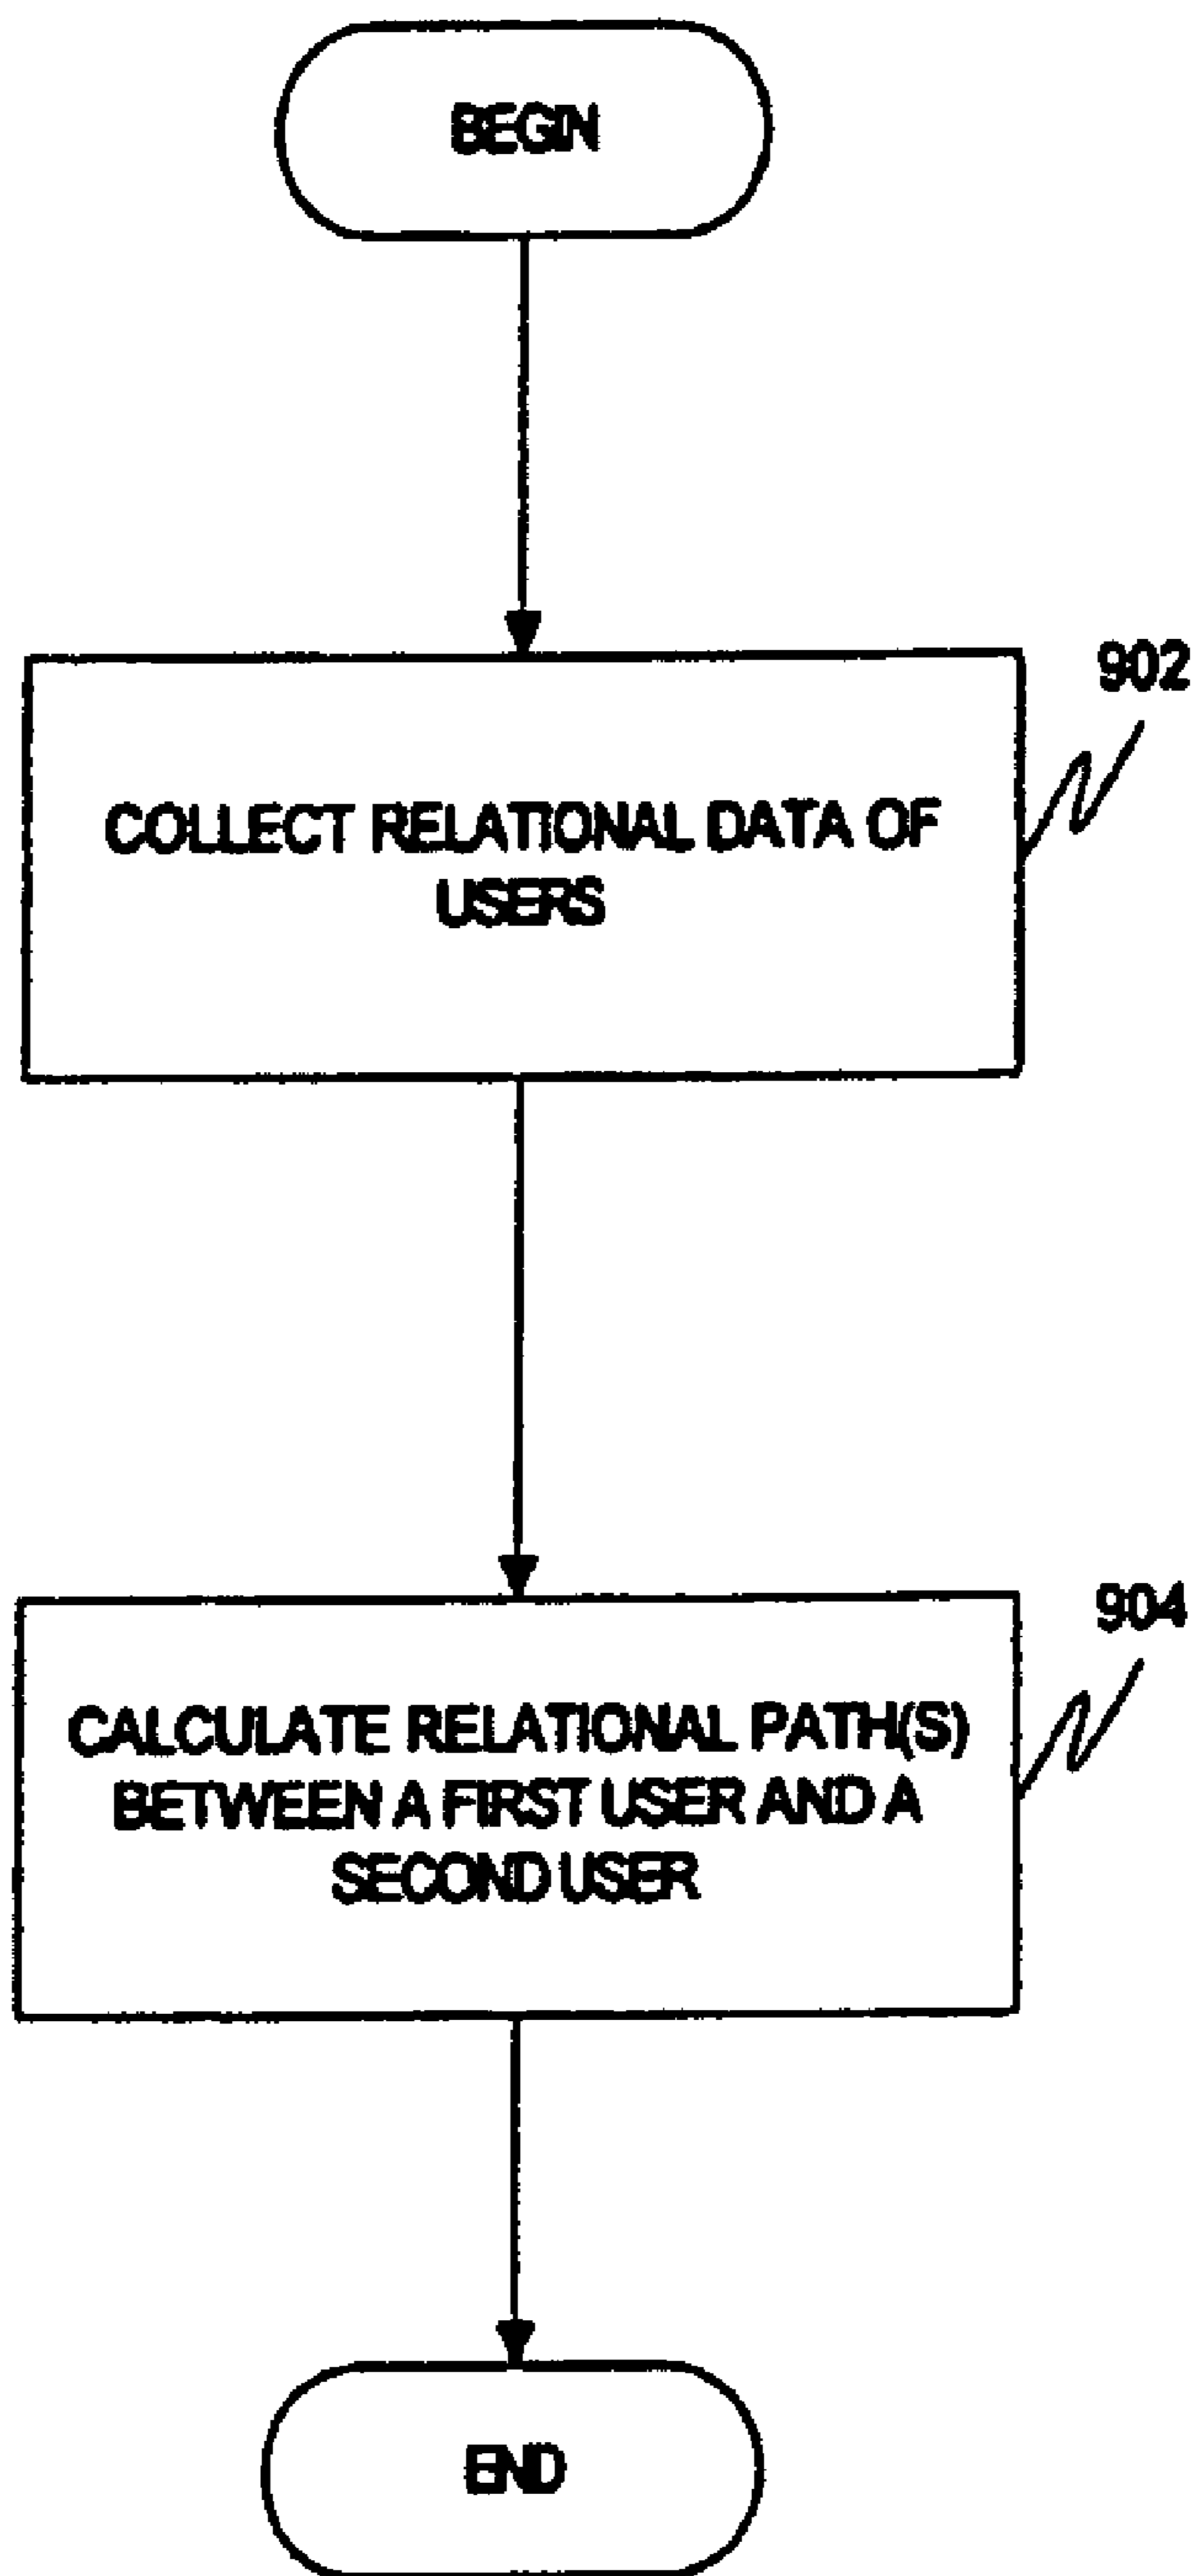 BEGIN
902
COLLECT RELATIONAL DATA OF
USERS
904
CALCULATE RELATIONAL PATH(S)
BETWEEN A FIRST USER AND A
SECOND USER
END